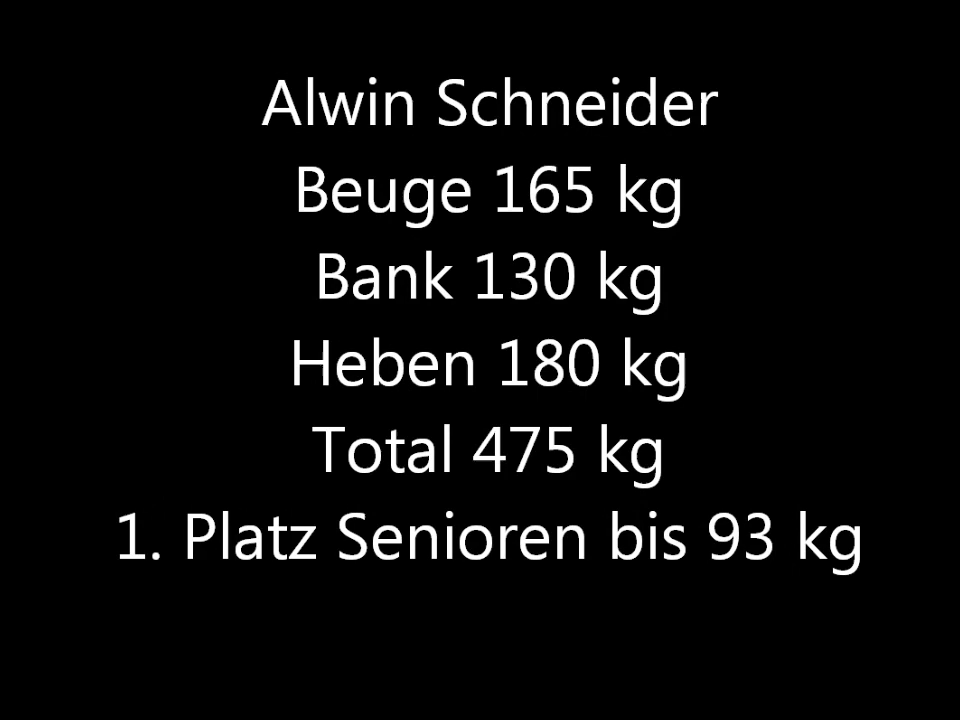 Alwin Schneider
Beuge 165 kg
Bank 130 kg
Heben 180 kg
Total 475 kg
1. Platz Senioren bis 93 kg